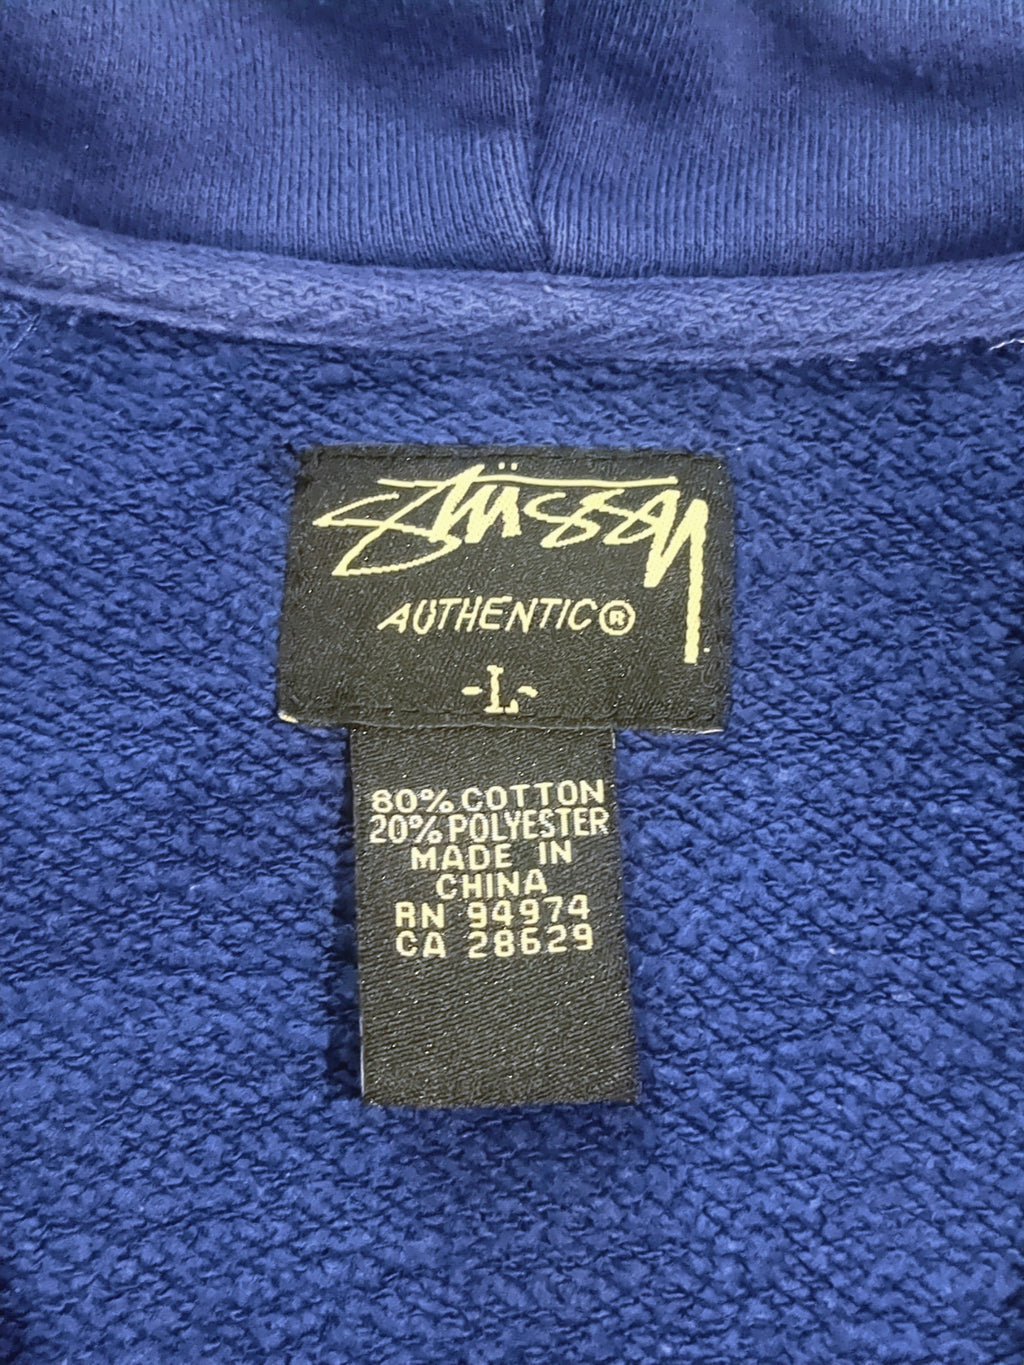 Stüssy
AUTHENTIC®
-L-
80% COTTON
20% POLYESTER
MADE IN
CHINA
RN 94974
CA 28629